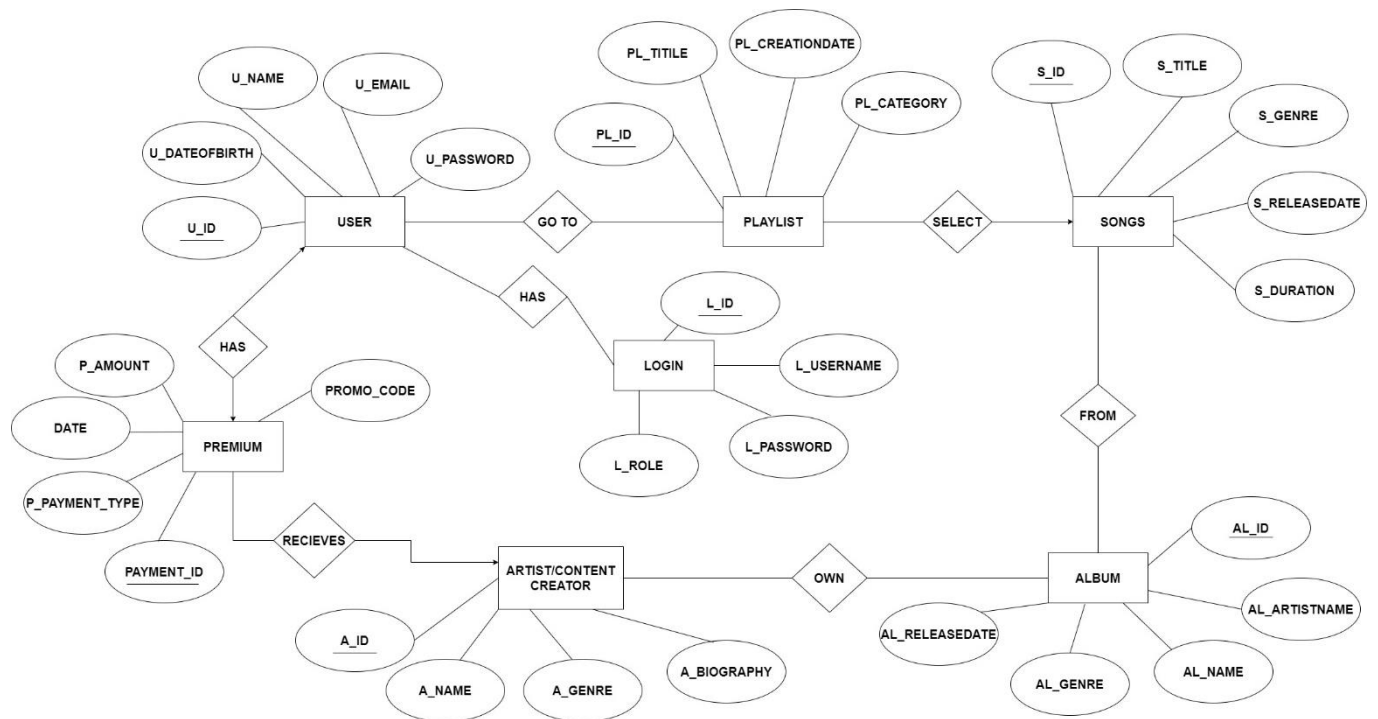 PL_CREATIONDATE
PL_TITILE
S_TITLE
S_ID
U_NAME
U_EMAIL
PL_CATEGORY
S_GENRE
PL_ID
U_DATEOFBIRTH
U_PASSWORD
S_RELEASEDATE
U_ID
USER
GO TO
PLAYLIST
SELECT
SONGS
S_DURATION
HAS
L_ID
HAS
P_AMOUNT
LOGIN
L_USERNAME
PROMO_CODE
DATE
PREMIUM
FROM
L_PASSWORD
L_ROLE
P_PAYMENT_TYPE
AL_ID
RECIEVES
PAYMENT_ID
ARTIST/CONTENT
CREATOR
OWN
ALBUM
AL_ARTISTNAME
AL_RELEASEDATE
A_ID
A_BIOGRAPHY
AL_NAME
AL_GENRE
A_NAME
A_GENRE